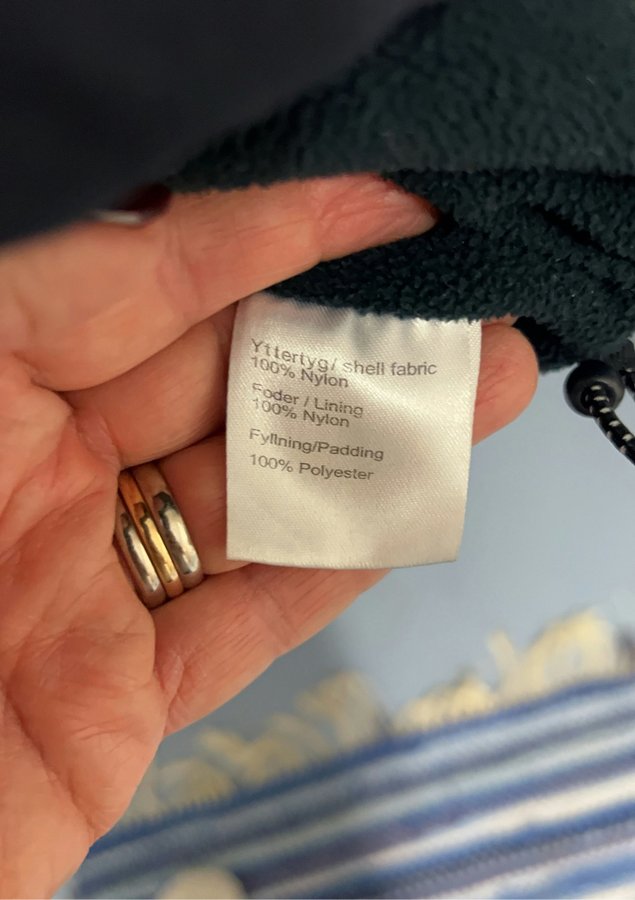 Yttertyg/ shell fabric
100% Nylon
Foder / Lining
100% Nylon
Fyllning/Padding
100% Polyester